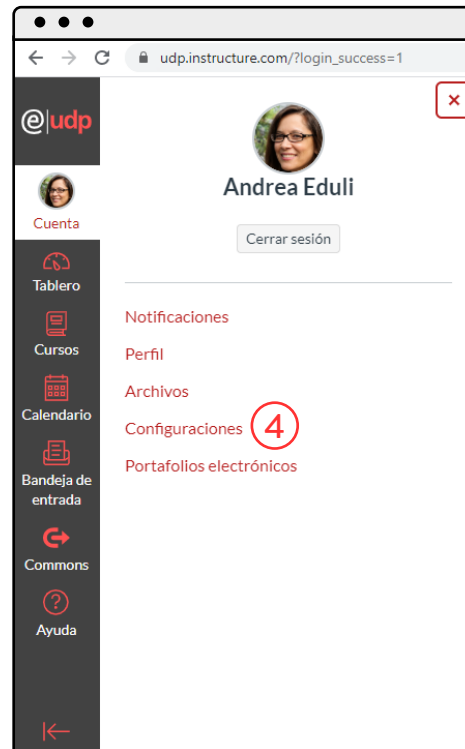 udp.instructure.com/?login_success=1
e|udp
×
Andrea Eduli
Cerrar sesión
Cuenta
Tablero
Cursos
Calendario
Bandeja de
entrada
Commons
Ayuda
Notificaciones
Perfil
Archivos
Configuraciones 4
Portafolios electrónicos